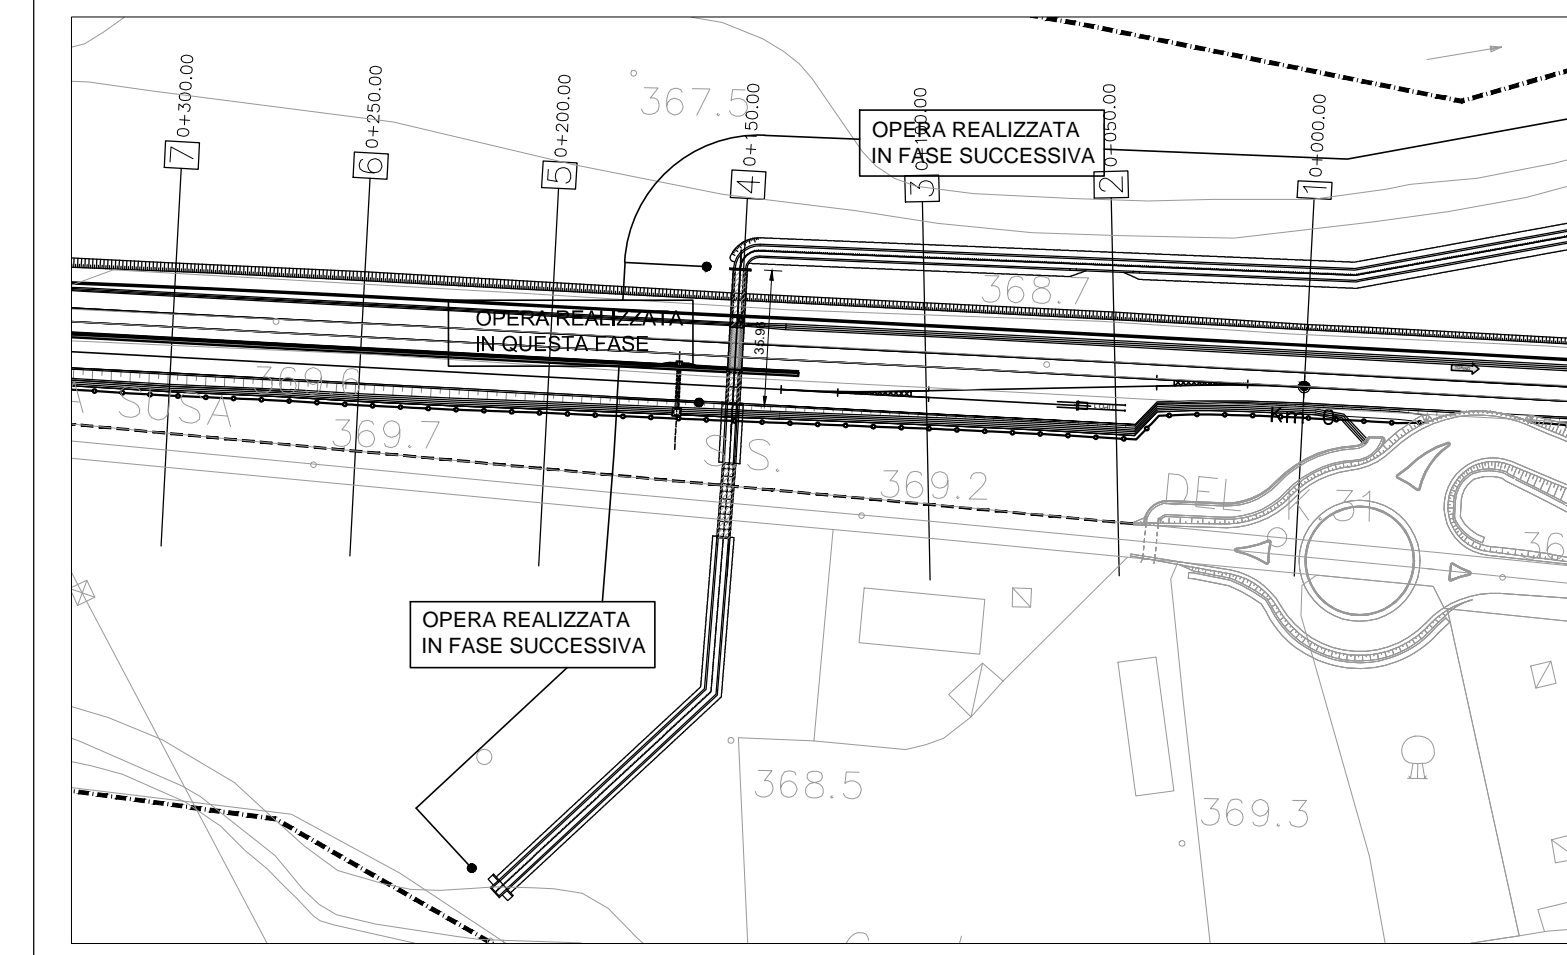 0+300.00
0+250.00
0+200.00
0+150.00
0+100.00
0+050.00
0+000.00
7
6
5
4
3
2
1
367.5
OPERA REALIZZATA
IN FASE SUCCESSIVA
368.7
OPERA REALIZZATA
IN QUESTA FASE
369.6
A SUSA
369.7
S.S.
369.2
DEL
K.31
36
OPERA REALIZZATA
IN FASE SUCCESSIVA
368.5
369.3